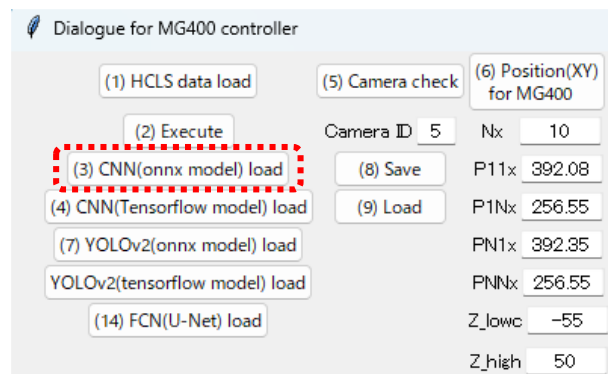 Dialogue for MG400 controller
(1) HCLS data load
(5) Camera check
(6) Position(XY)
for MG400
(2) Execute
Camera ID 5
Nx 10
(3) CNN(onnx model) load
(8) Save
P11x 392.08
(4) CNN(Tensorflow model) load
(9) Load
P1Nx 256.55
(7) YOLOv2(onnx model) load
PN1x 392.35
YOLOv2(tensorflow model) load
PNNx 256.55
(14) FCN(U-Net) load
Z_lowc -55
Z_high 50